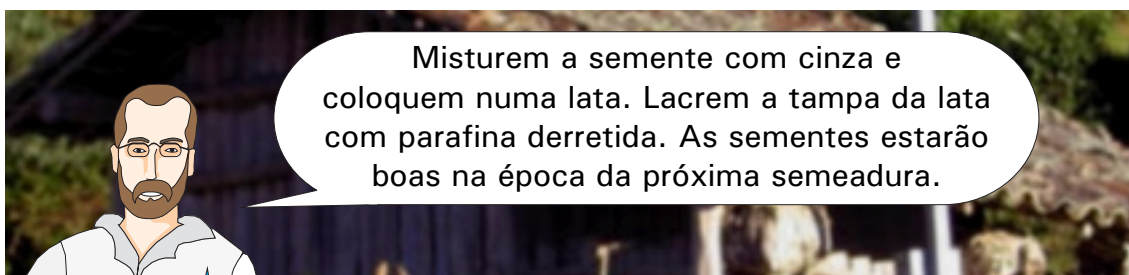 Misturem a semente com cinza e
coloquem numa lata. Lacrem a tampa da lata
com parafina derretida. As sementes estarão
boas na época da próxima semeadura.